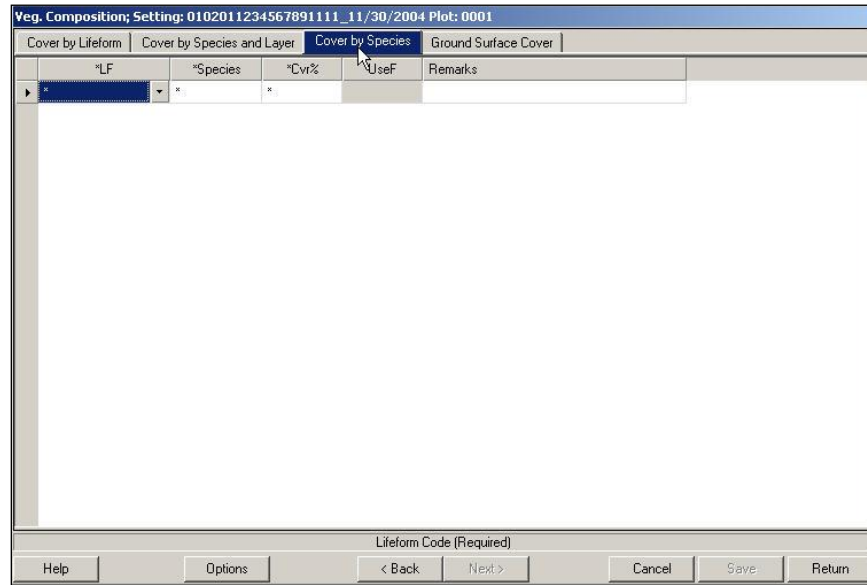 Veg. Composition; Setting: 0102011234567891111_11/30/2004 Plot: 0001
Cover by Lifeform Cover by Species and Layer Cover by Species Ground Surface Cover
*LF *Species *Cvr% *UseF Remarks
* * *
Lifeform Code (Required)
Help Options < Back Next > Cancel Save Return